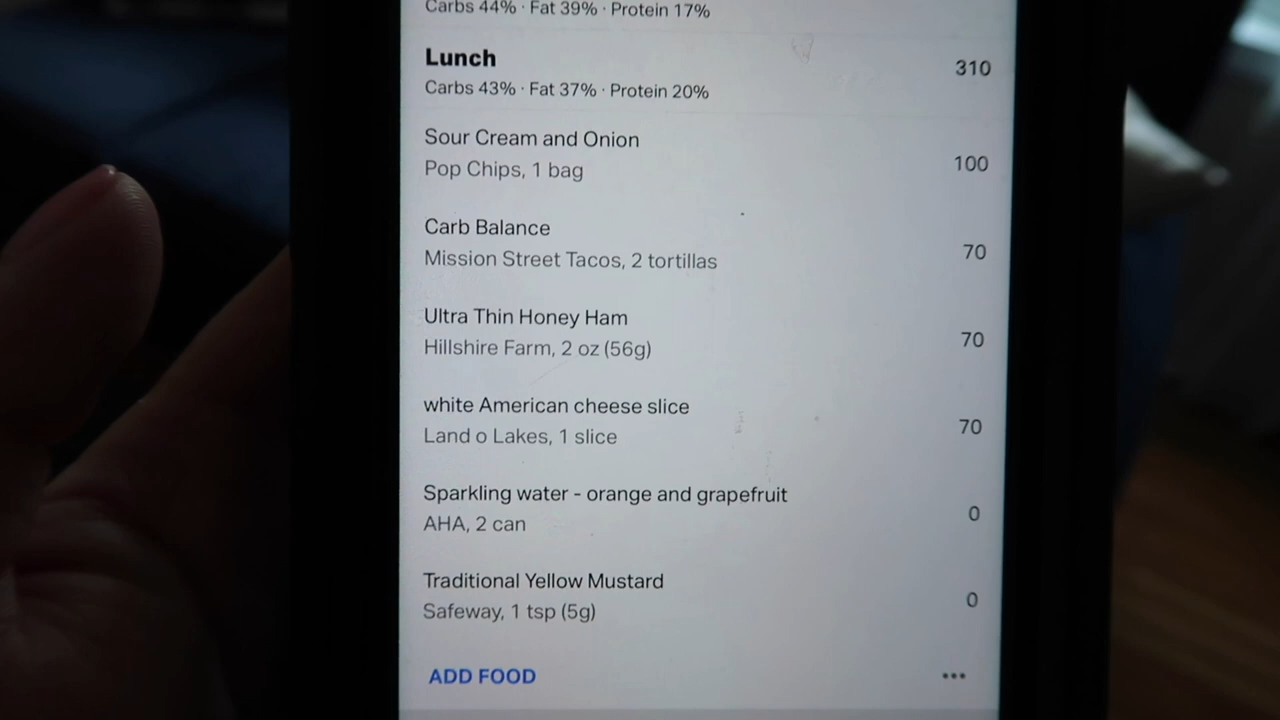 Carbs 44% · Fat 39% · Protein 17%
Lunch
310
Carbs 43% · Fat 37% · Protein 20%
Sour Cream and Onion
Pop Chips, 1 bag
100
Carb Balance
Mission Street Tacos, 2 tortillas
70
Ultra Thin Honey Ham
Hillshire Farm, 2 oz (56g)
70
white American cheese slice
Land o Lakes, 1 slice
70
Sparkling water - orange and grapefruit
AHA, 2 can
0
Traditional Yellow Mustard
Safeway, 1 tsp (5g)
0
ADD FOOD